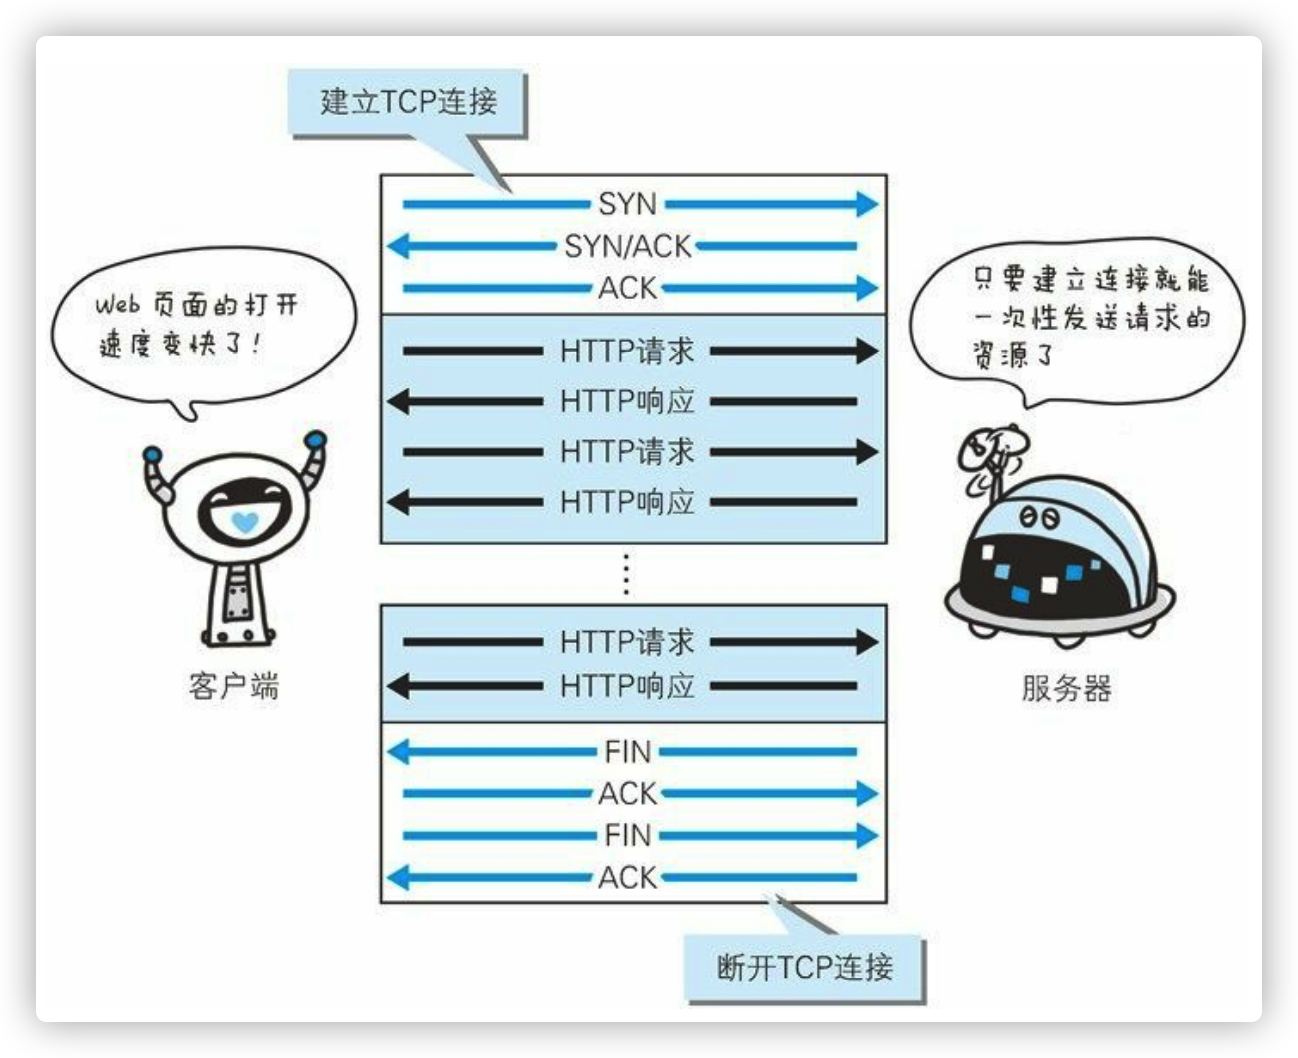 建立TCP连接
SYN
SYN/ACK
ACK
Web 页面的打开
速度变快了!
只要建立连接就能
一次性发送请求的
资源了
HTTP请求
HTTP响应
HTTP请求
HTTP响应
HTTP请求
HTTP响应
客户端
服务器
FIN
ACK
FIN
ACK
断开TCP连接